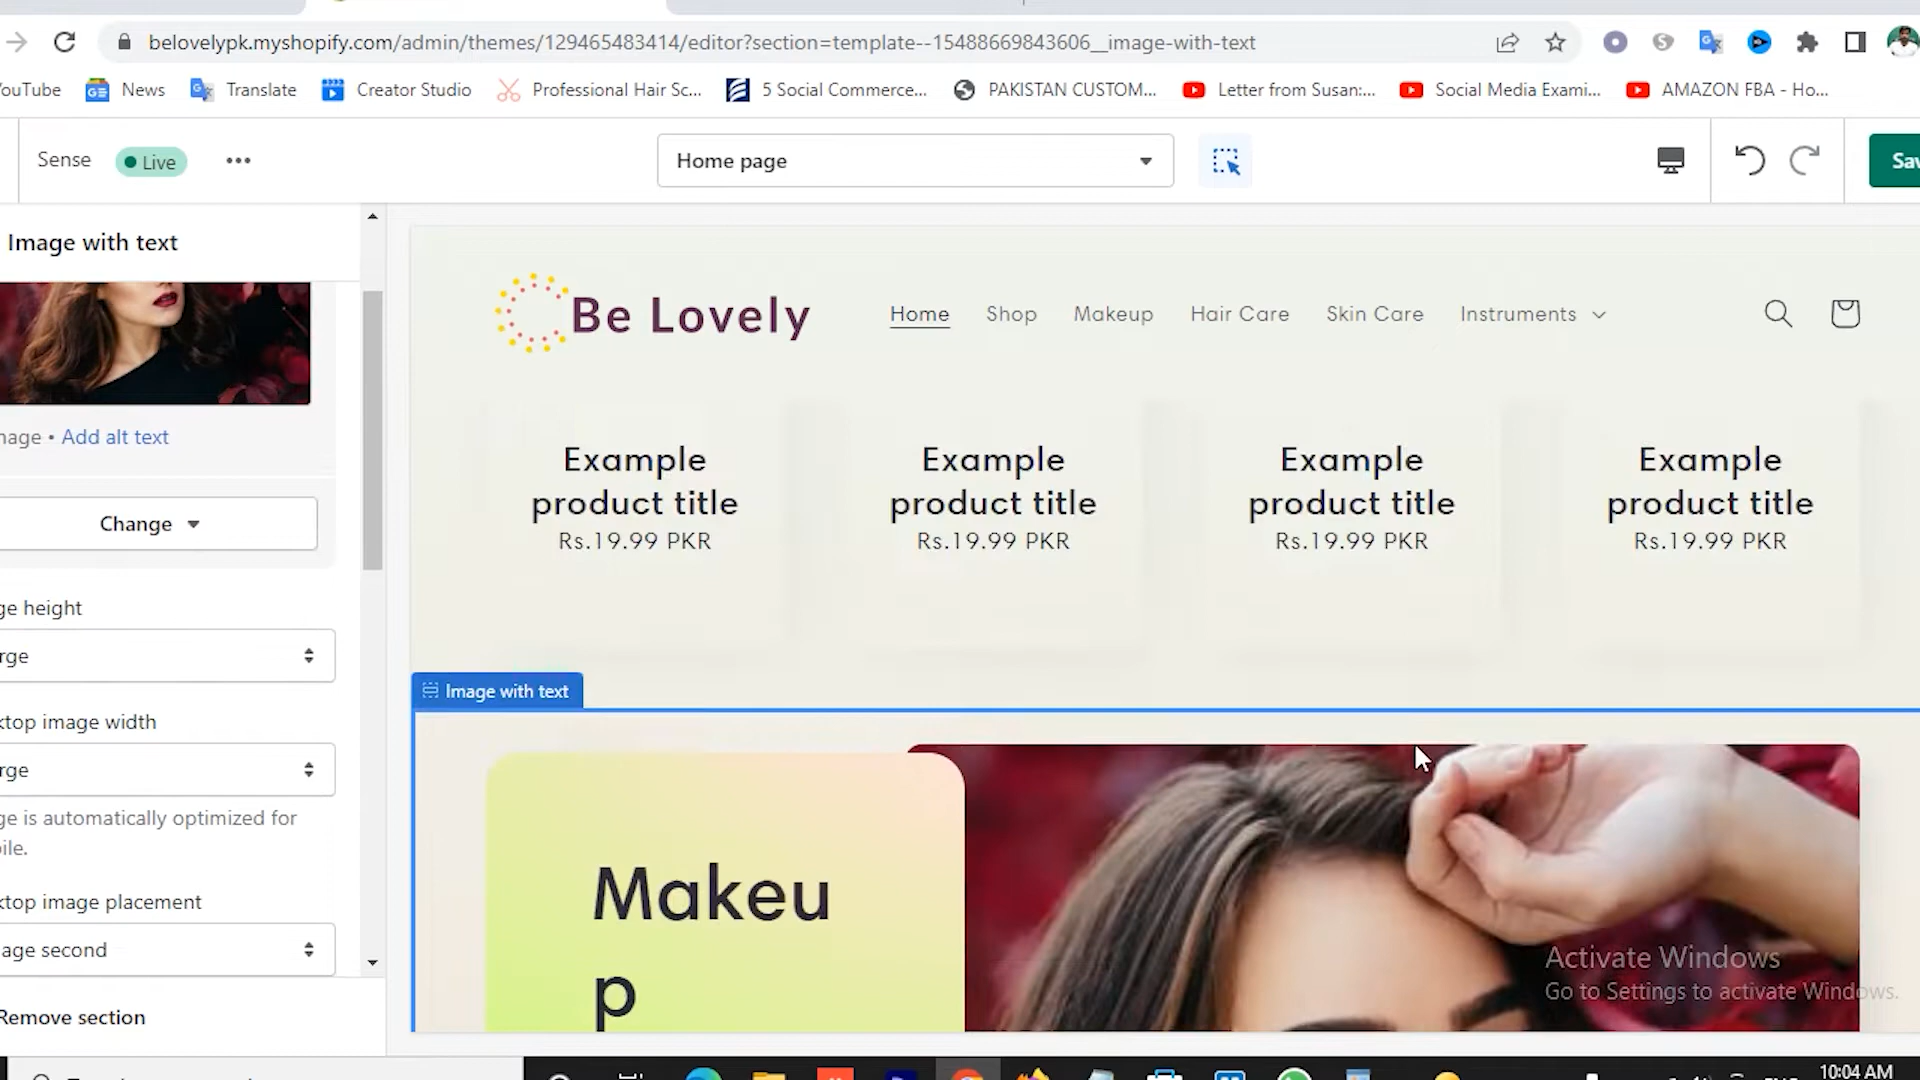 belovelypk.myshopify.com/admin/themes/129465483414/editor?section=template--15488669843606__image-with-text
ouTube News Translate Creator Studio Professional Hair Sc... 5 Social Commerce... PAKISTAN CUSTOM... Letter from Susan:... Social Media Exami... AMAZON FBA - Ho...
Sense Live Home page Sav
Image with text
Be Lovely Home Shop Makeup Hair Care Skin Care Instruments
mage • Add alt text
Change
ge height
rge
ktop image width
rge
ge is automatically optimized for
ile.
ktop image placement
age second
Remove section
Example
product title
Rs.19.99 PKR
Example
product title
Rs.19.99 PKR
Example
product title
Rs.19.99 PKR
Example
product title
Rs.19.99 PKR
Image with text
Makeu
p
Activate Windows
Go to Settings to activate Windows.
10:04 AM